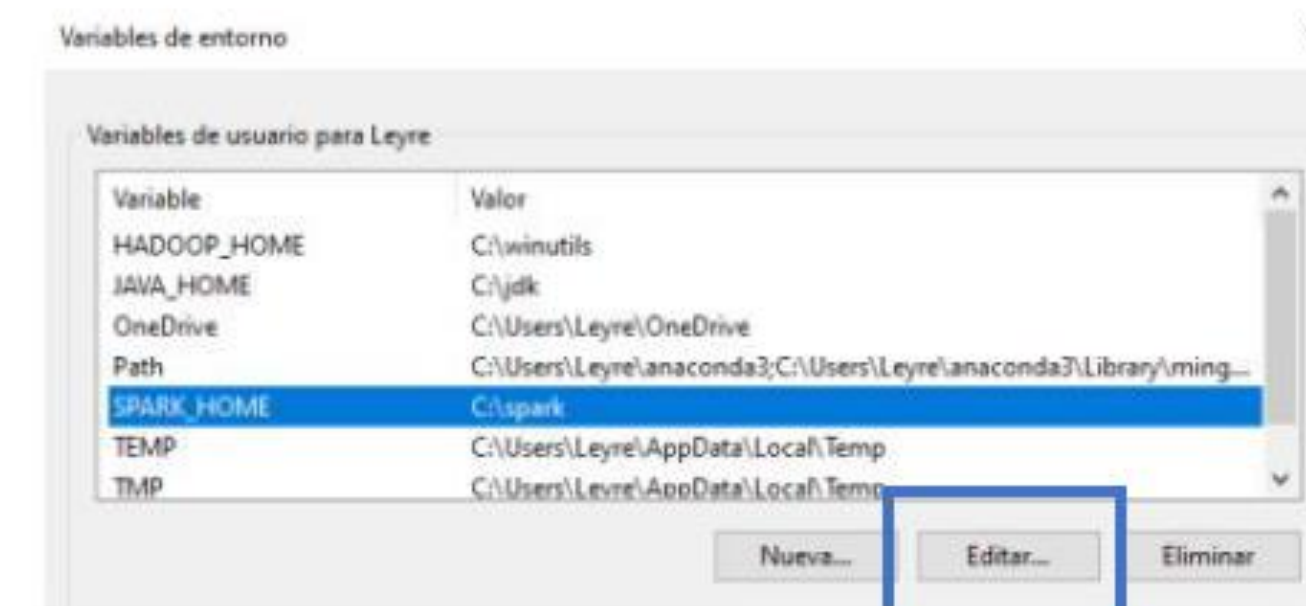 Variables de entorno
Variables de usuario para Leyre
Variable Valor
HADOOP_HOME C:\winutils
JAVA_HOME C:\jdk
OneDrive C:\Users\Leyre\OneDrive
Path C:\Users\Leyre\anaconda3;C:\Users\Leyre\anaconda3\Library\ming...
SPARK_HOME C:\spark
TEMP C:\Users\Leyre\AppData\Local\Temp
TMP C:\Users\Leyre\AppData\Local\Temp
Nueva... Editar... Eliminar